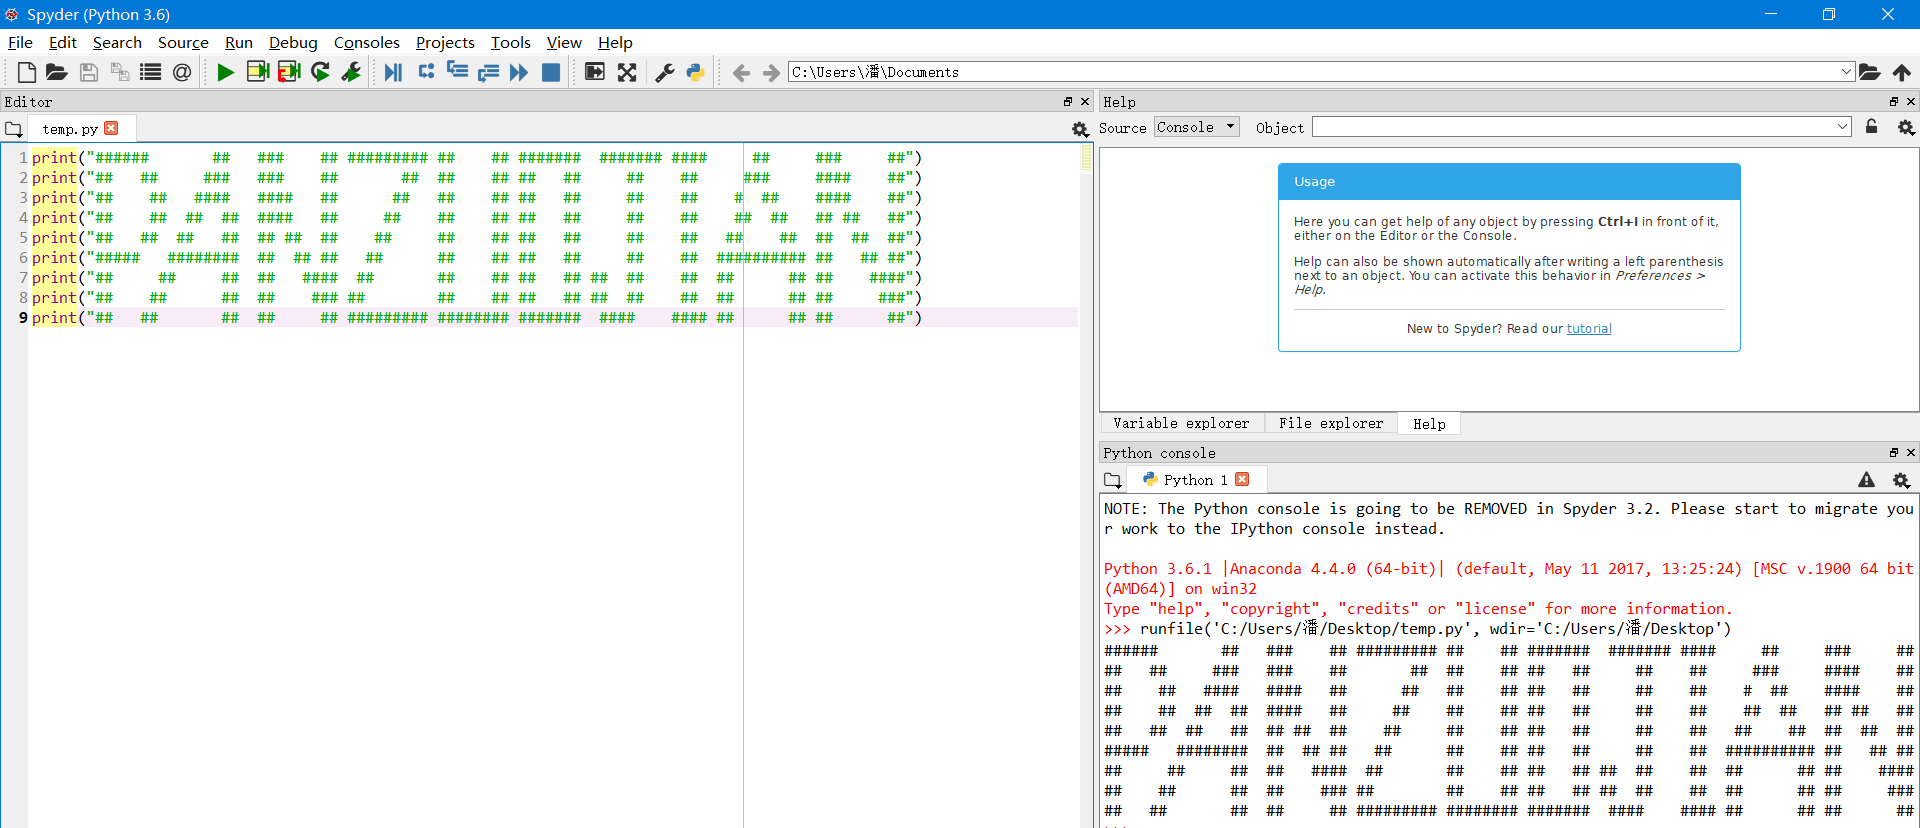 Spyder (Python 3.6)
File Edit Search Source Run Debug Consoles Projects Tools View Help
C:\Users\潘\Documents
Editor
temp.py
1 print("######       ##   ###    ## ######### ##    ## #######  ####### ####     ##     ###     ##")
2 print("##   ##     ###   ###    ##       ##  ##    ## ##   ##     ##    ##     ###     ####    ##")
3 print("##    ##   ####   ####   ##      ##   ##    ## ##   ##     ##    ##    #  ##    ####    ##")
4 print("##    ##  ##  ##  ####   ##     ##    ##    ## ##   ##     ##    ##    ##  ##   ## ##   ##")
5 print("##   ##  ##   ##  ## ##  ##    ##     ##    ## ##   ##     ##    ##   ##    ##  ##  ##  ##")
6 print("#####   ########  ##  ## ##   ##      ##    ## ##   ##     ##    ##  ########## ##   ## ##")
7 print("##     ##     ##  ##   ####  ##       ##    ## ##   ## ##  ##    ##  ##      ## ##    ####")
8 print("##    ##      ##  ##    ### ##        ##    ## ##   ## ##  ##    ##  ##      ## ##     ###")
9 print("##   ##       ##  ##     ## ######### ######## #######  ####    #### ##      ## ##      ##")
Help
Source Console Object
Usage
Here you can get help of any object by pressing Ctrl+I in front of it,
either on the Editor or the Console.
Help can also be shown automatically after writing a left parenthesis
next to an object. You can activate this behavior in Preferences >
Help.
New to Spyder? Read our tutorial
Variable explorer File explorer Help
Python console
Python 1
NOTE: The Python console is going to be REMOVED in Spyder 3.2. Please start to migrate you
r work to the IPython console instead.
Python 3.6.1 |Anaconda 4.4.0 (64-bit)| (default, May 11 2017, 13:25:24) [MSC v.1900 64 bit
(AMD64)] on win32
Type "help", "copyright", "credits" or "license" for more information.
>>> runfile('C:/Users/潘/Desktop/temp.py', wdir='C:/Users/潘/Desktop')
######       ##   ###    ## ######### ##    ## #######  ####### ####     ##     ###     ##
##   ##     ###   ###    ##       ##  ##    ## ##   ##     ##    ##     ###     ####    ##
##    ##   ####   ####   ##      ##   ##    ## ##   ##     ##    ##    #  ##    ####    ##
##    ##  ##  ##  ####   ##     ##    ##    ## ##   ##     ##    ##    ##  ##   ## ##   ##
##   ##  ##   ##  ## ##  ##    ##     ##    ## ##   ##     ##    ##   ##    ##  ##  ##  ##
#####   ########  ##  ## ##   ##      ##    ## ##   ##     ##    ##  ########## ##   ## ##
##     ##     ##  ##   ####  ##       ##    ## ##   ## ##  ##    ##  ##      ## ##    ####
##    ##      ##  ##    ### ##        ##    ## ##   ## ##  ##    ##  ##      ## ##     ###
##   ##       ##  ##     ## ######### ######## #######  ####    #### ##      ## ##      ##